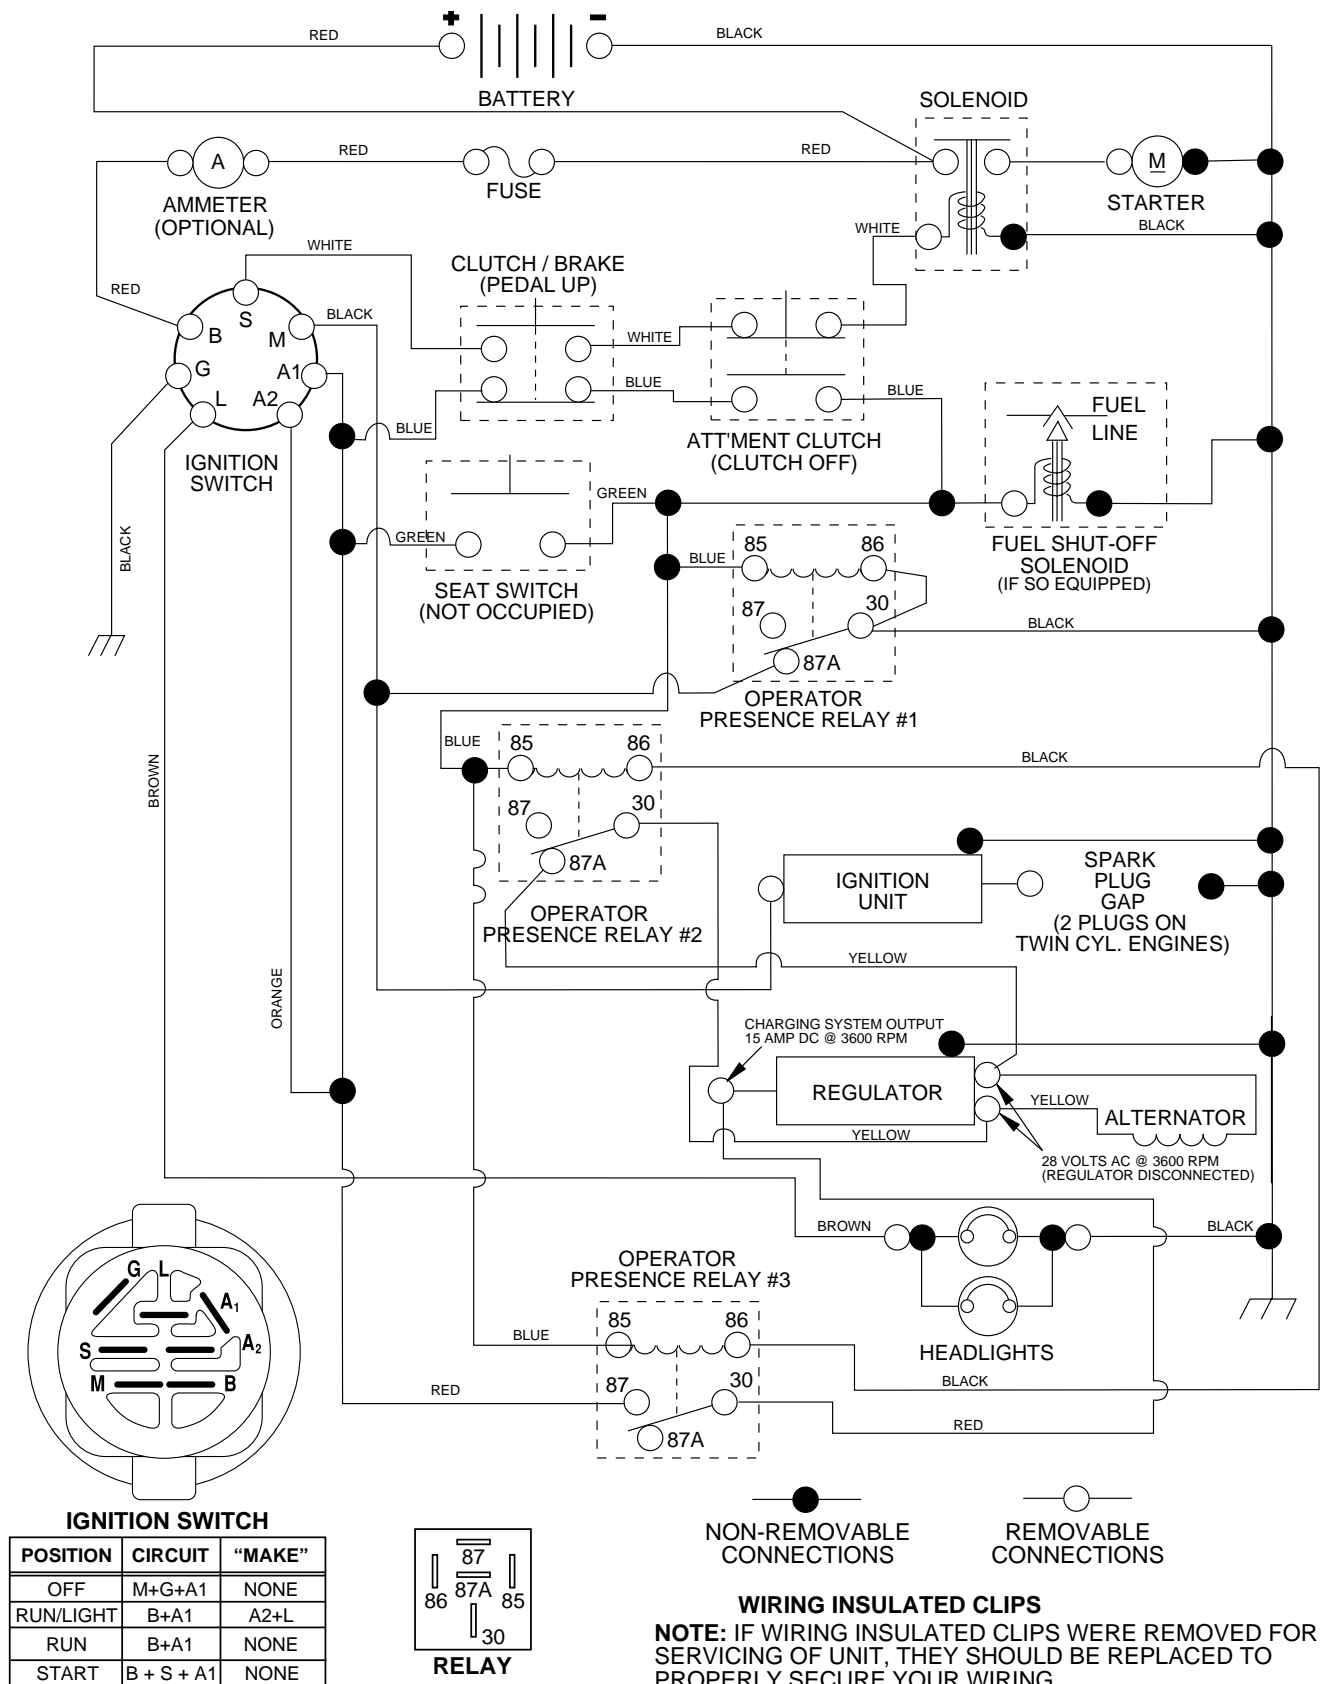 RED
+
-
BLACK
BATTERY
SOLENOID
A
RED
RED
FUSE
AMMETER
(OPTIONAL)
M
STARTER
WHITE
WHITE
BLACK
CLUTCH / BRAKE
(PEDAL UP)
RED
S
BLACK
B
M
WHITE
G
A1
L
A2
BLUE
BLUE
BLUE
FUEL
LINE
IGNITION
SWITCH
ATT'MENT CLUTCH
(CLUTCH OFF)
GREEN
GREEN
BLACK
SEAT SWITCH
(NOT OCCUPIED)
BLUE
85
86
87
30
87A
FUEL SHUT-OFF
SOLENOID
(IF SO EQUIPPED)
BLACK
OPERATOR
PRESENCE RELAY #1
BLUE
85
86
BLACK
BROWN
87
30
87A
OPERATOR
PRESENCE RELAY #2
IGNITION
UNIT
SPARK
PLUG
GAP
(2 PLUGS ON
TWIN CYL. ENGINES)
YELLOW
ORANGE
CHARGING SYSTEM OUTPUT
15 AMP DC @ 3600 RPM
REGULATOR
YELLOW
ALTERNATOR
YELLOW
28 VOLTS AC @ 3600 RPM
(REGULATOR DISCONNECTED)
BROWN
BLACK
OPERATOR
PRESENCE RELAY #3
HEADLIGHTS
BLUE
85
86
BLACK
RED
87
30
87A
RED
G L
A1
S
A2
M
B
IGNITION SWITCH
POSITION CIRCUIT “MAKE”
OFF M+G+A1 NONE
RUN/LIGHT B+A1 A2+L
RUN B+A1 NONE
START B + S + A1 NONE
87
87A
86
85
30
RELAY
NON-REMOVABLE
CONNECTIONS
REMOVABLE
CONNECTIONS
WIRING INSULATED CLIPS
NOTE: IF WIRING INSULATED CLIPS WERE REMOVED FOR
SERVICING OF UNIT, THEY SHOULD BE REPLACED TO
PROPERLY SECURE YOUR WIRING